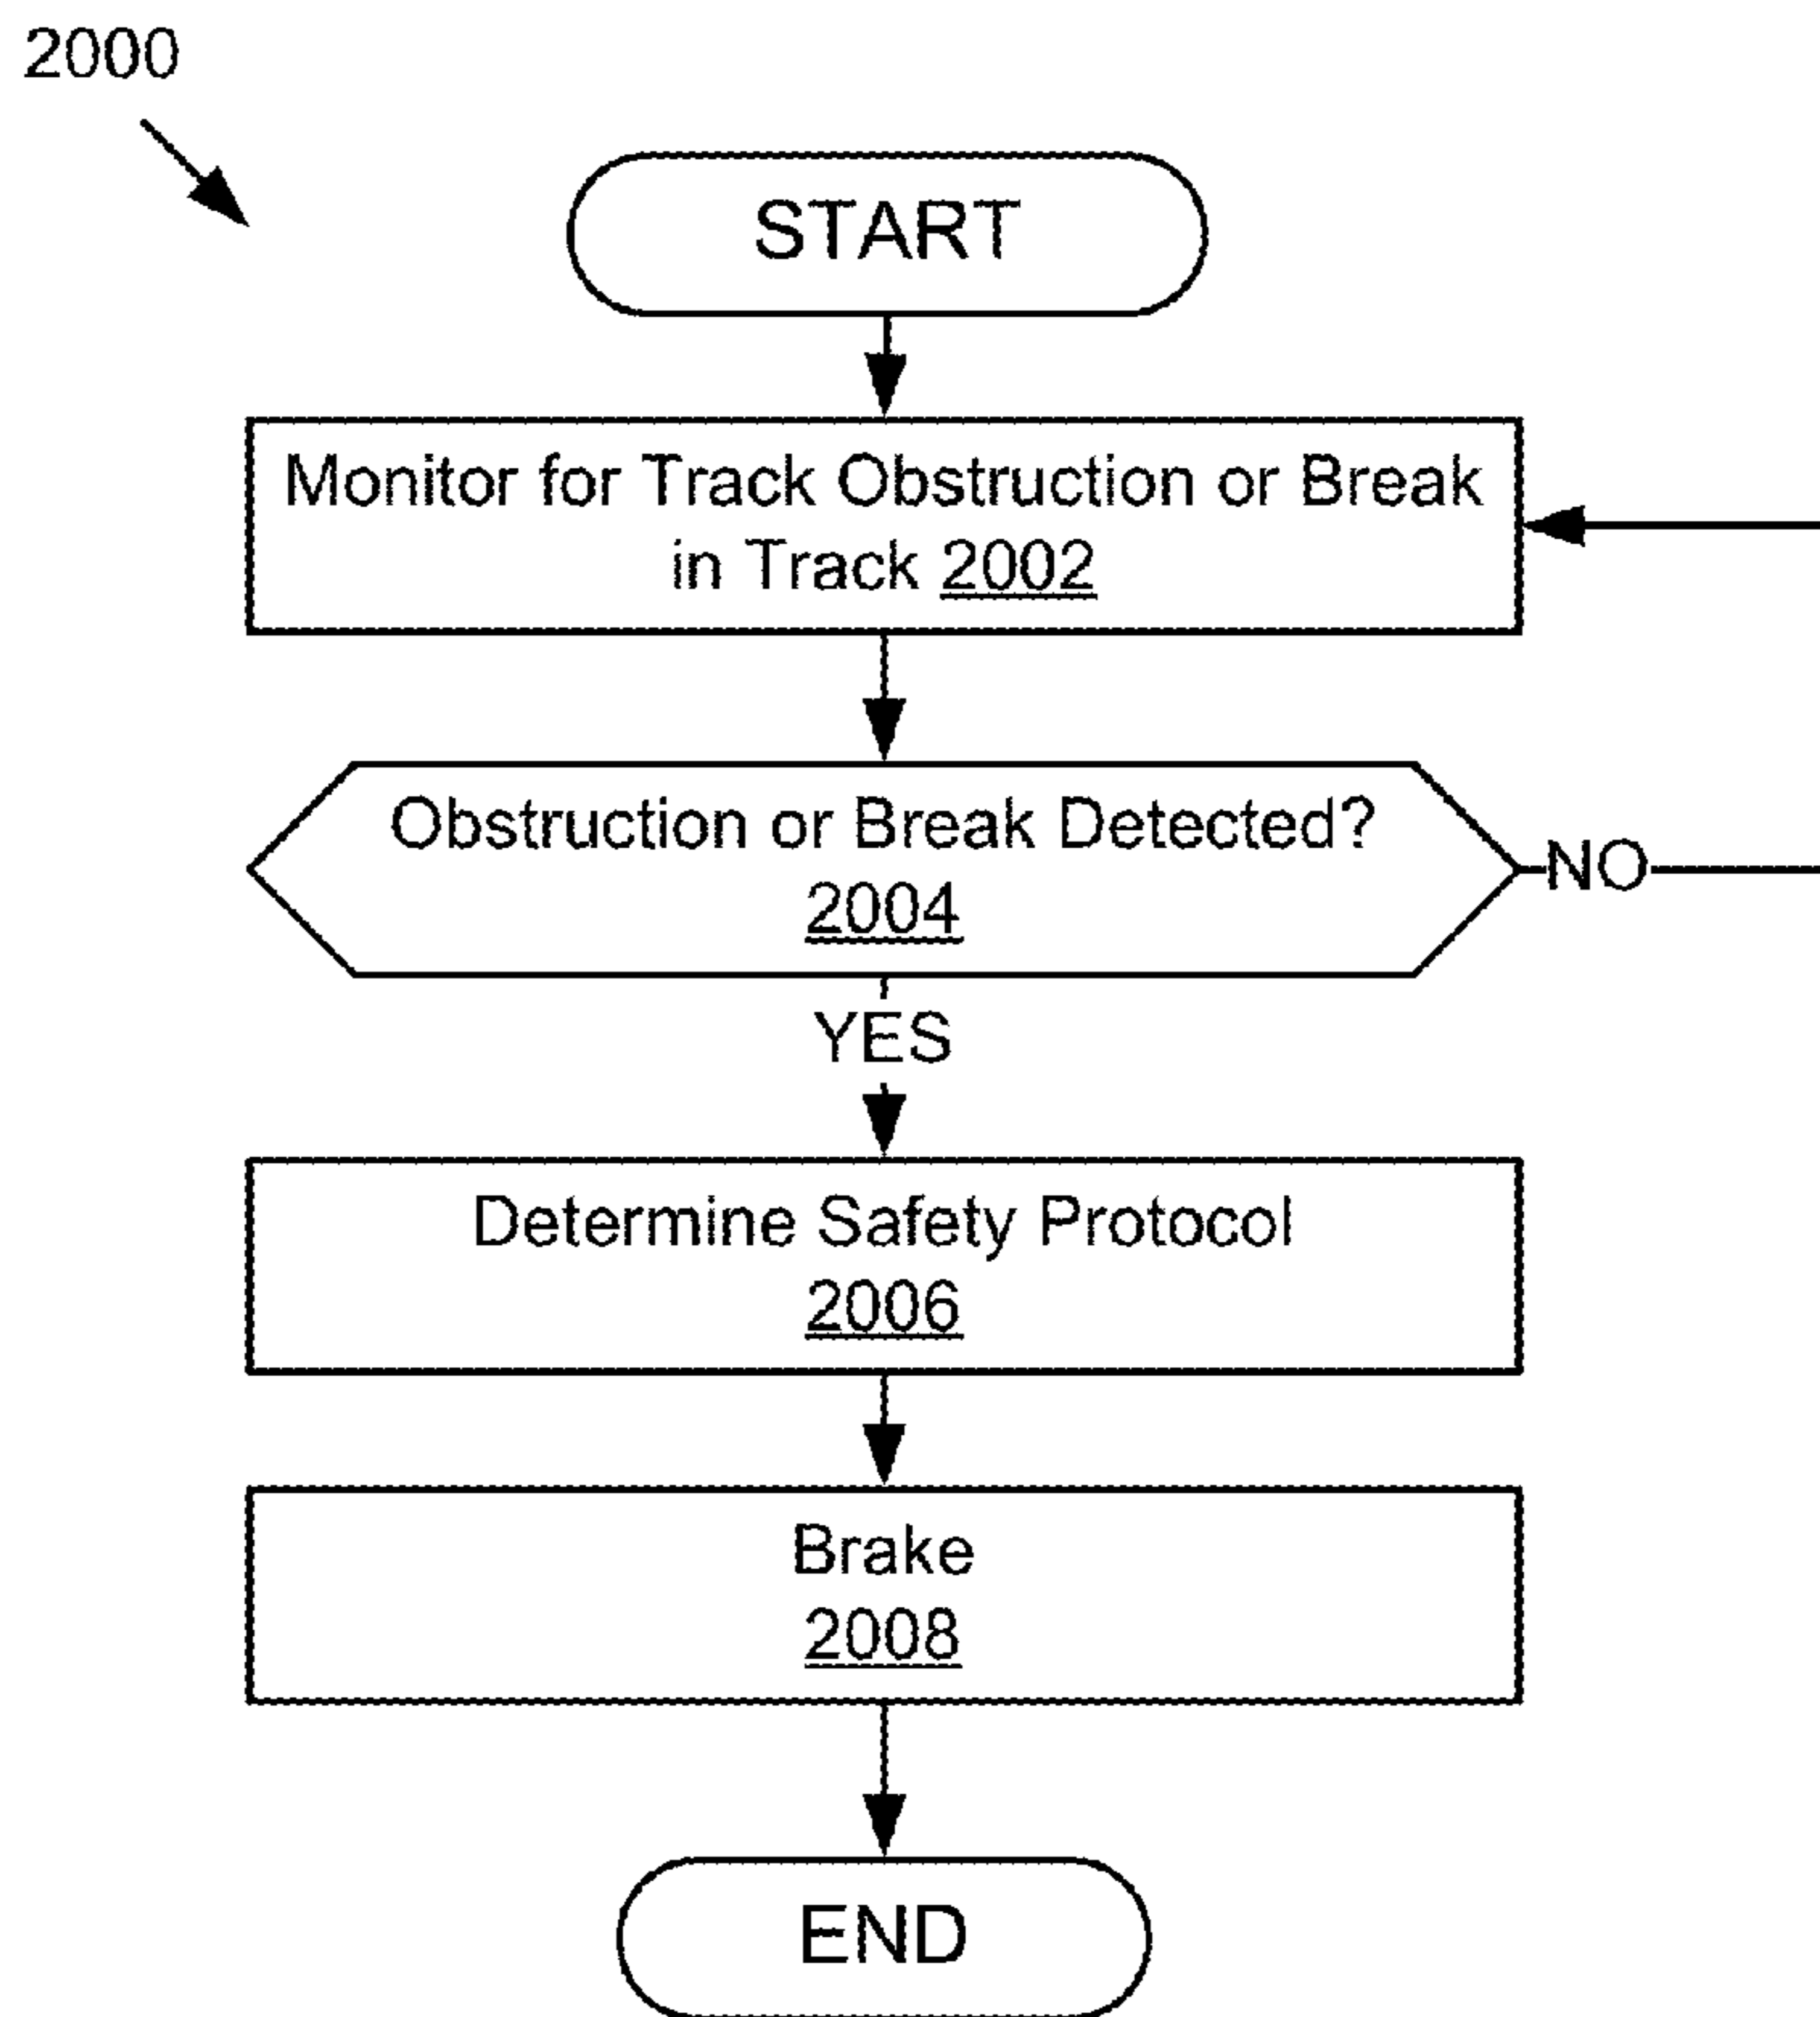 2000
START
Monitor for Track Obstruction or Break
in Track 2002
Obstruction or Break Detected?
2004
NO
YES
Determine Safety Protocol
2006
Brake
2008
END